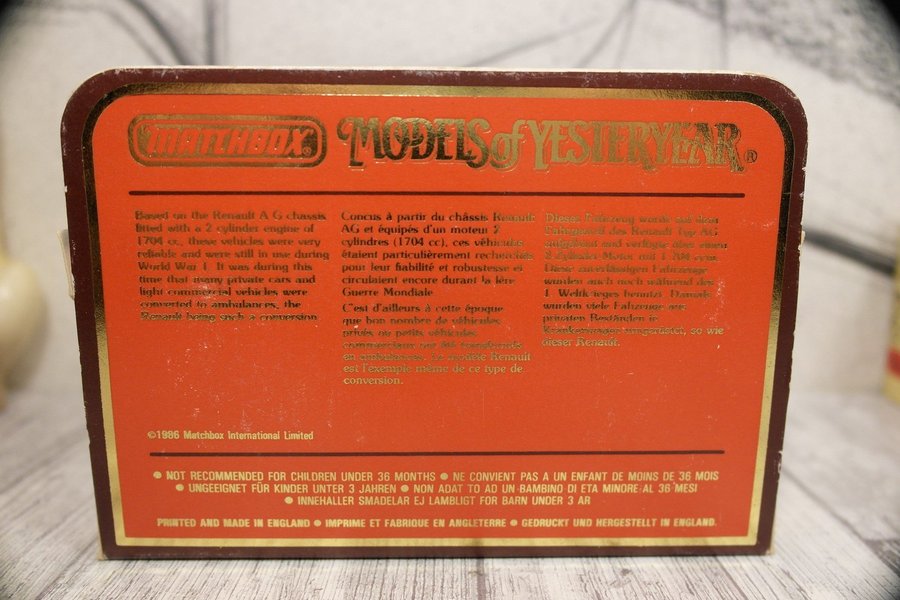 MATCHBOX ®
MODELS of YESTERYEAR ®
Based on the Renault A G chassis
fitted with a 2 cylinder engine of
1704 cc, these vehicles were very
reliable and were still in use during
World War I. It was during this
time that many private cars and
light commercial vehicles were
converted to ambulances, the
Renault being such a conversion
Concus à partir du châssis Renault
AG et équipés d'un moteur 2
cylindres (1704 cc), ces véhicules
étaient particulièrement recherchés
pour leur fiabilité et robustesse et
circulaient encore durant la 1ère
Guerre Mondiale
C'est d'ailleurs à cette époque
que bon nombre de véhicules
privés ou petits véhicules
commerciaux ont été transformés
en ambulances. Le modèle Renault
est l'exemple même de ce type de
conversion.
Dieses Fahrzeug wurde auf dem
Fahrgestell des Renault Typ AG
aufgebaut und verfügte über einen
2 Zylinder Motor mit 1 704 ccm.
Diese zuverlässigen Fahrzeuge
wurden auch noch während des
1. Weltkrieges benutzt. Damals
wurden viele Fahrzeuge aus
privaten Beständen in
Krankenwagen umgerüstet, so wie
dieser Renault.
©1986 Matchbox International Limited
● NOT RECOMMENDED FOR CHILDREN UNDER 36 MONTHS ● NE CONVIENT PAS A UN ENFANT DE MOINS DE 36 MOIS
● UNGEEIGNET FÜR KINDER UNTER 3 JAHREN ● NON ADAT TO AD UN BAMBINO DI ETA MINORE AL 36 MESI
● INNEHALLER SMADELAR EJ LAMBLIGT FOR BARN UNDER 3 AR
PRINTED AND MADE IN ENGLAND ● IMPRIME ET FABRIQUE EN ANGLETERRE ● GEDRUCKT UND HERGESTELLT IN ENGLAND.